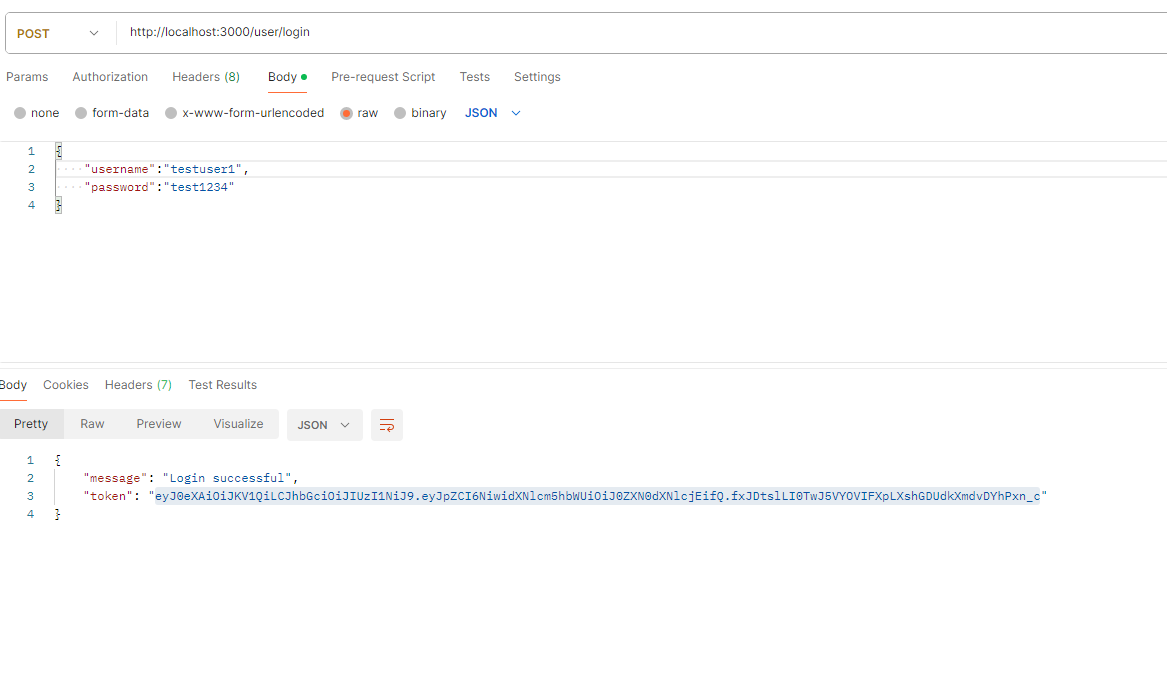 POST http://localhost:3000/user/login
Params Authorization Headers (8) Body Pre-request Script Tests Settings
none form-data x-www-form-urlencoded raw binary JSON
1 {
2 "username":"testuser1",
3 "password":"test1234"
4 }
Body Cookies Headers (7) Test Results
Pretty Raw Preview Visualize JSON
1 {
2 "message": "Login successful",
3 "token": "eyJ0eXAiOiJKV1QiLCJhbGciOiJIUzI1NiJ9.eyJpZCI6NiwidXNlcm5hbWUiOiJ0ZXN0dXNlcjEifQ.fxJDtslLI0TwJ5VYOVIFXpLXshGDUdkXmdvDYhPxn_c"
4 }